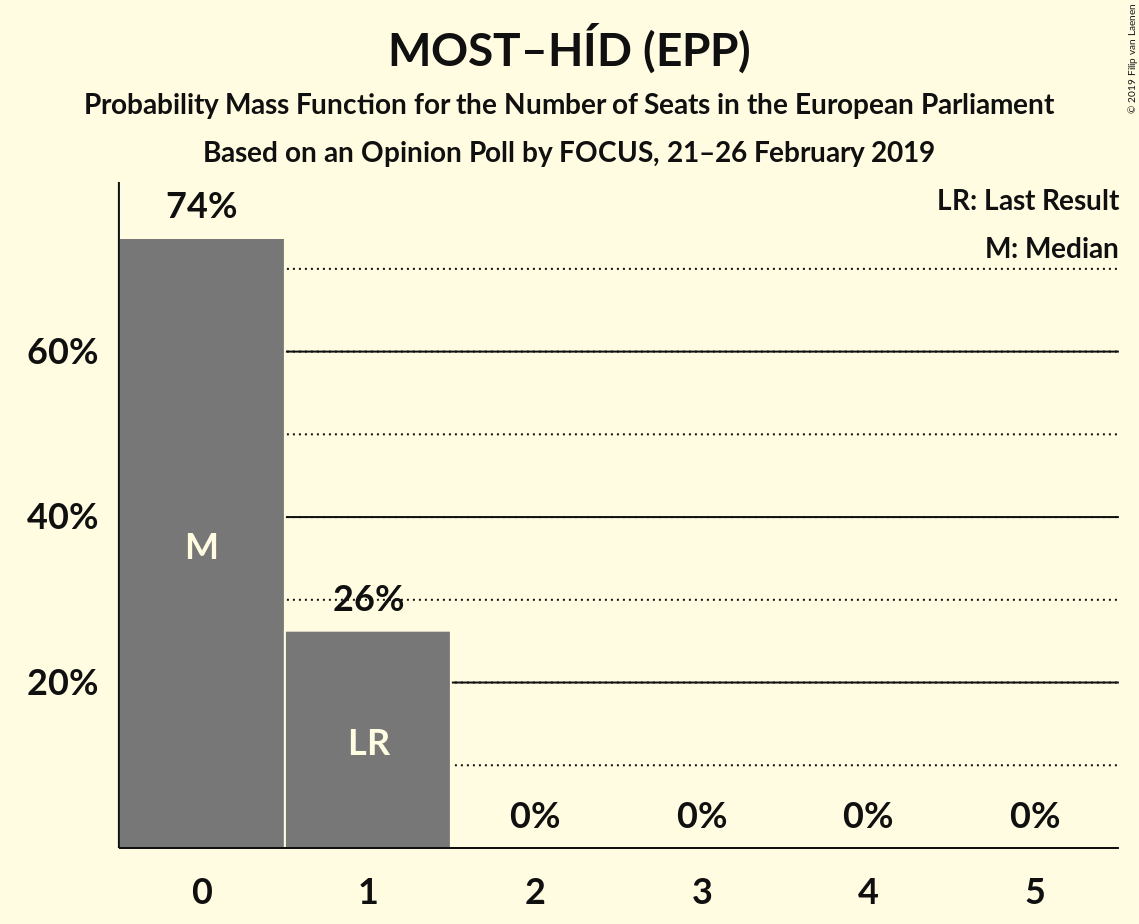 MOST–HÍD (EPP)
Probability Mass Function for the Number of Seats in the European Parliament
Based on an Opinion Poll by FOCUS, 21–26 February 2019
© 2019 Filip van Laenen
LR: Last Result
M: Median
74%
60%
40%
20%
M
26%
LR
0% 0% 0% 0%
0 1 2 3 4 5